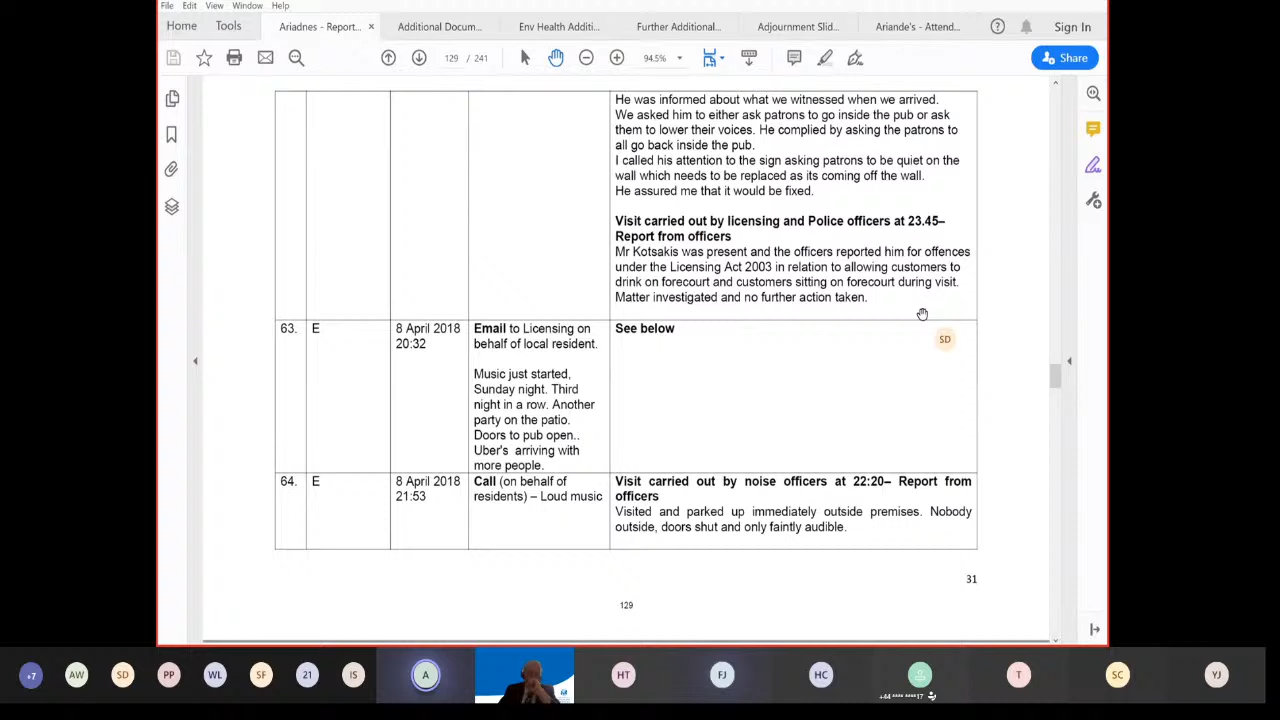 File Edit View Window Help
Home Tools Ariadnes - Report... × Additional Docum... Env Health Additi... Further Additional... Adjournment Slid... Ariande's - Attend... Sign In
129 / 241 94.5% Share
He was informed about what we witnessed when we arrived.
We asked him to either ask patrons to go inside the pub or ask
them to lower their voices. He complied by asking the patrons to
all go back inside the pub.
I called his attention to the sign asking patrons to be quiet on the
wall which needs to be replaced as its coming off the wall.
He assured me that it would be fixed.
Visit carried out by licensing and Police officers at 23.45–
Report from officers
Mr Kotsakis was present and the officers reported him for offences
under the Licensing Act 2003 in relation to allowing customers to
drink on forecourt and customers sitting on forecourt during visit.
Matter investigated and no further action taken.
63. E 8 April 2018 Email to Licensing on See below
20:32 behalf of local resident.
SD
Music just started,
Sunday night. Third
night in a row. Another
party on the patio.
Doors to pub open..
Uber's arriving with
more people.
64. E 8 April 2018 Call (on behalf of Visit carried out by noise officers at 22:20– Report from
21:53 residents) – Loud music officers
Visited and parked up immediately outside premises. Nobody
outside, doors shut and only faintly audible.
31
129
+7 AW SD PP WL SF 21 IS A HT FJ HC T SC YJ
+44 **** ****17